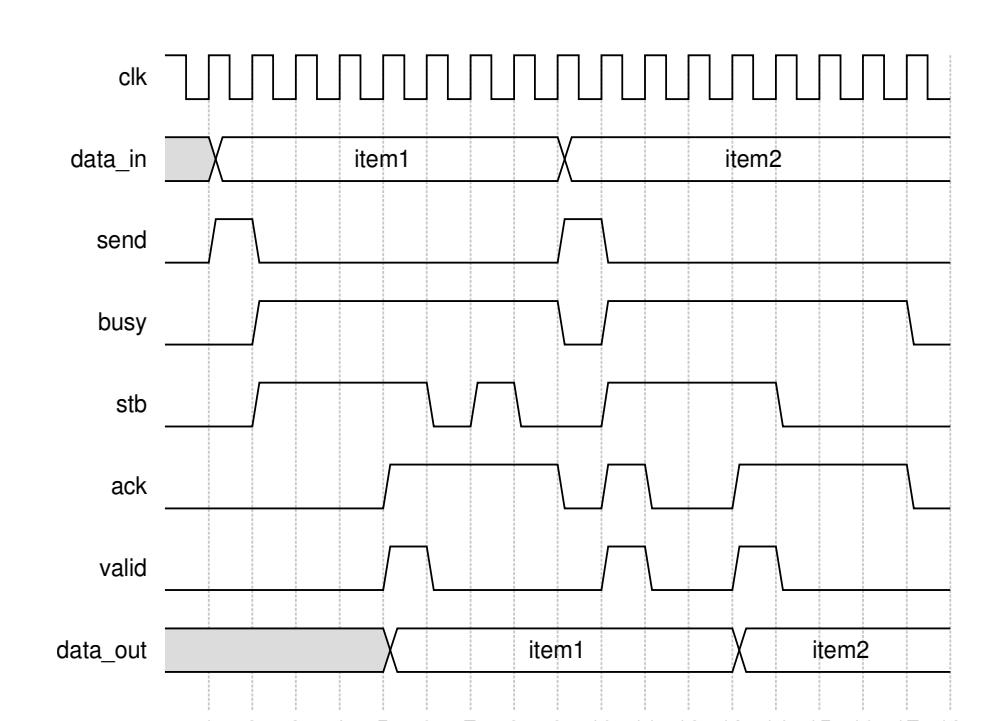 clk
data_in item1 item2
send
busy
stb
ack
valid
data_out item1 item2